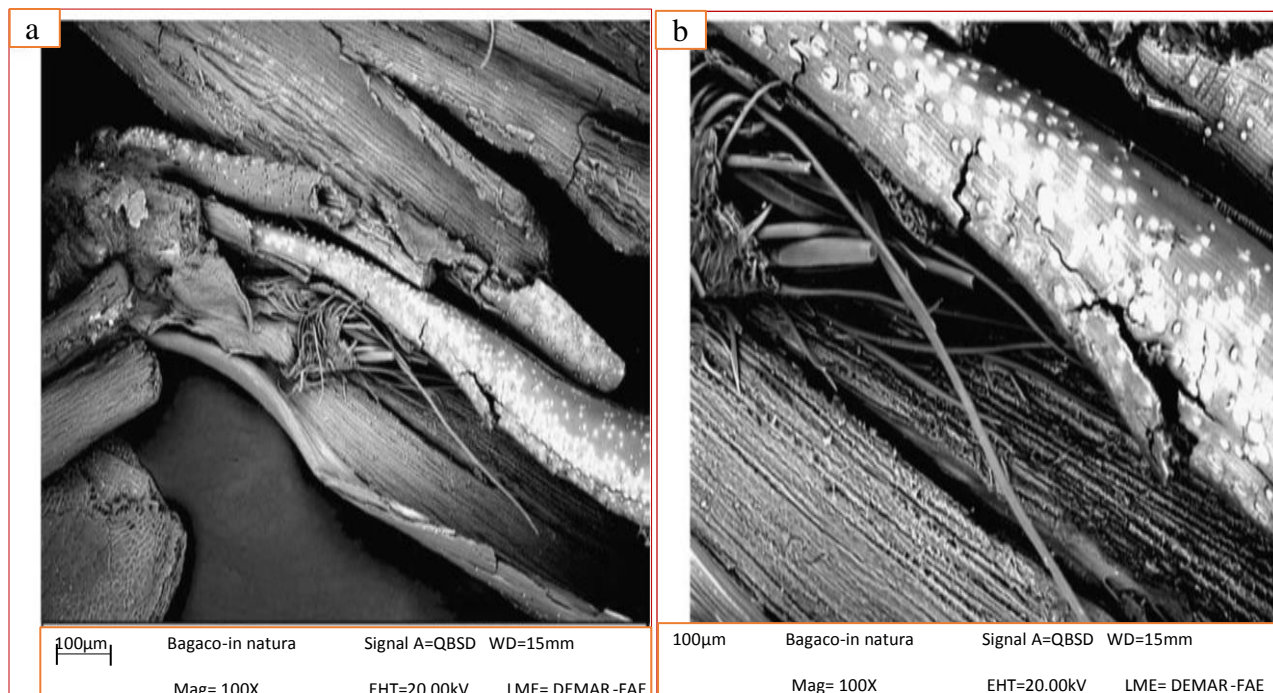 a
b
100µm Bagaco-in natura Signal A=QBSD WD=15mm
Mag= 100X EHT=20.00kV LME= DEMAR -FAE
100µm Bagaco-in natura Signal A=QBSD WD=15mm
Mag= 100X EHT=20.00kV LME= DEMAR -FAE